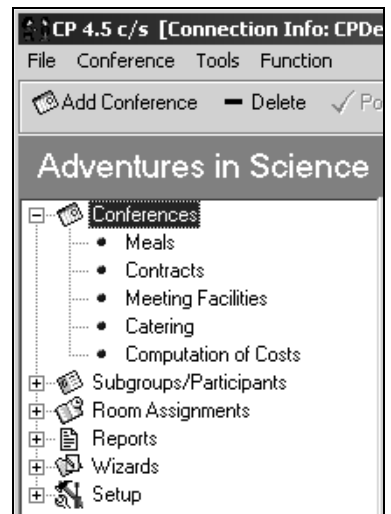 CP 4.5 c/s [Connection Info: CPDe
File Conference Tools Function
Add Conference Delete Po
Adventures in Science
Conferences
Meals
Contracts
Meeting Facilities
Catering
Computation of Costs
Subgroups/Participants
Room Assignments
Reports
Wizards
Setup